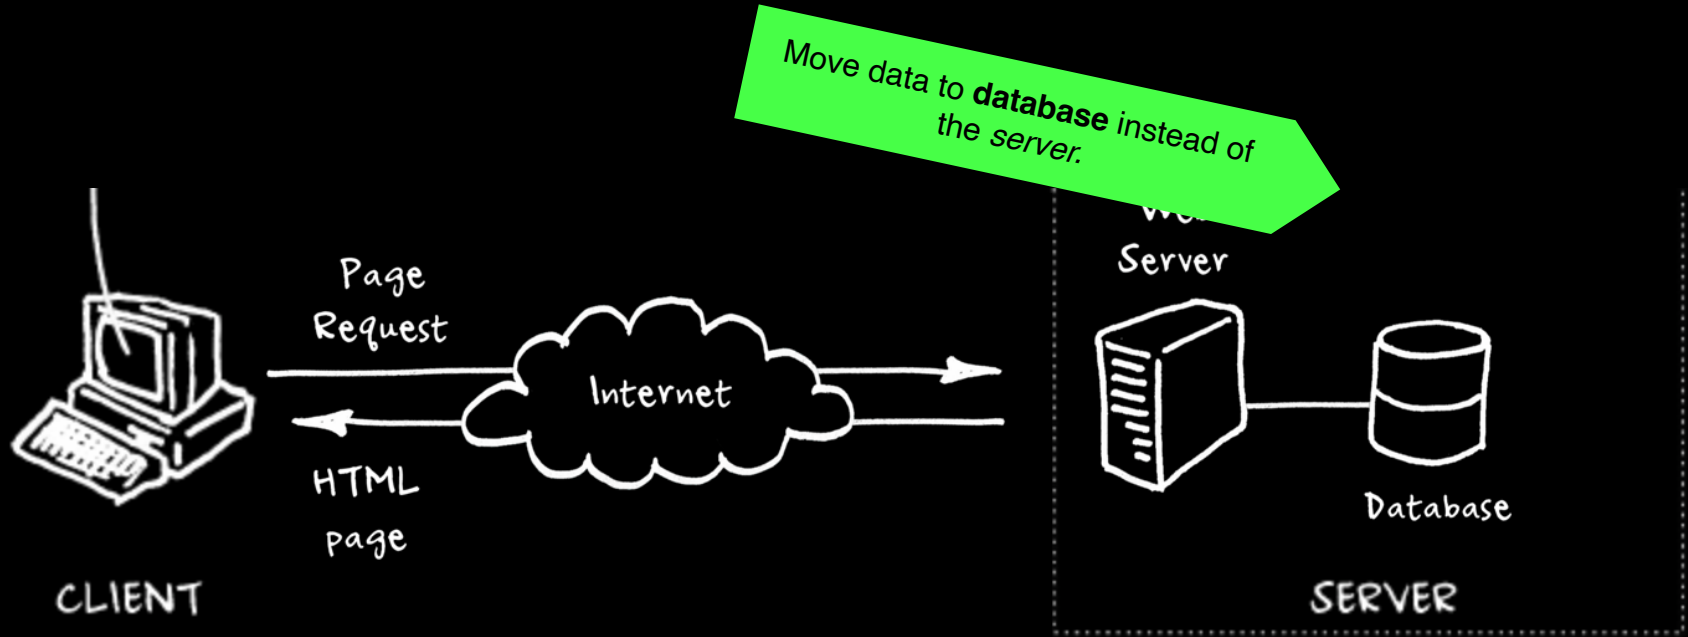 Move data to database instead of
the server.
Server
Page
Request
Internet
HTML
page
Database
CLIENT
SERVER